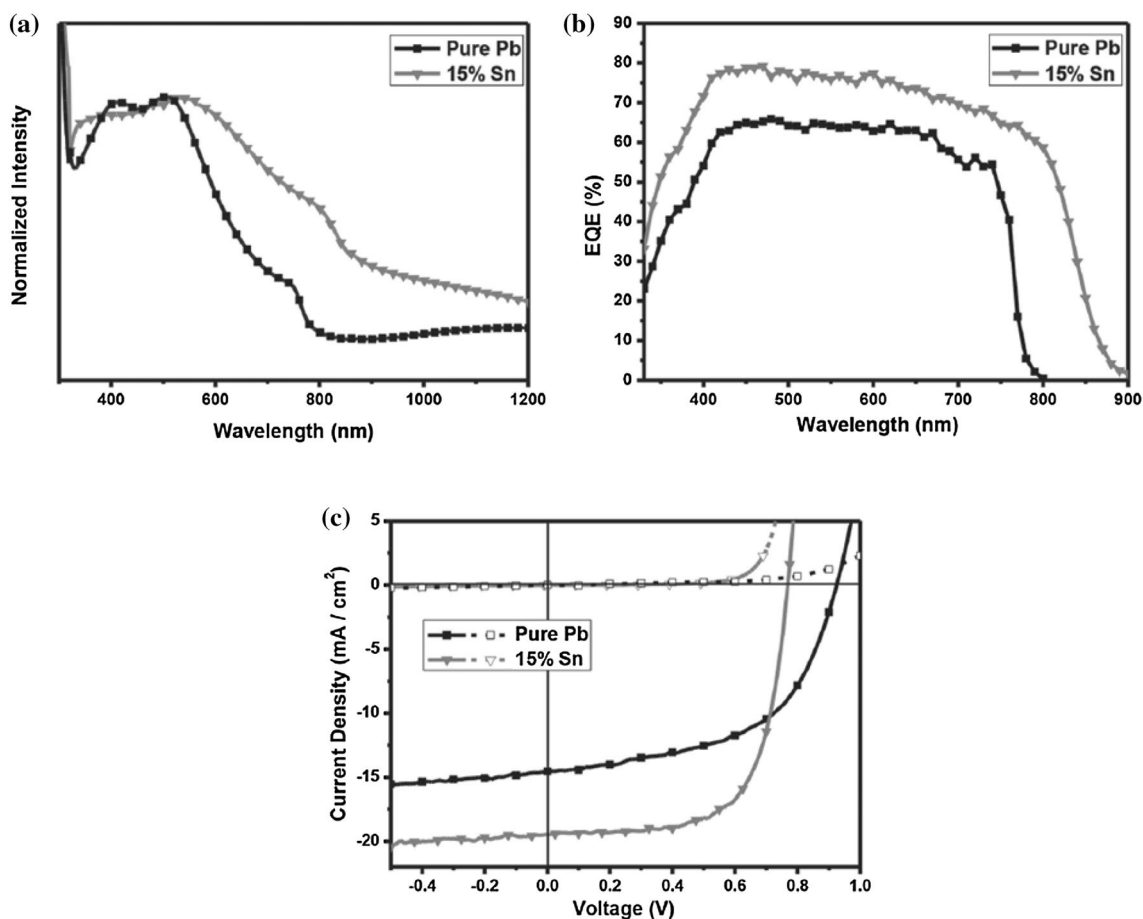 (a)
Normalized Intensity
Pure Pb
15% Sn
400 600 800 1000 1200
Wavelength (nm)
(b)
EQE (%)
90
80
70
60
50
40
30
20
10
0
Pure Pb
15% Sn
400 500 600 700 800 900
Wavelength (nm)
(c)
Current Density (mA / cm²)
5
0
-5
-10
-15
-20
Pure Pb
15% Sn
-0.4 -0.2 0.0 0.2 0.4 0.6 0.8 1.0
Voltage (V)